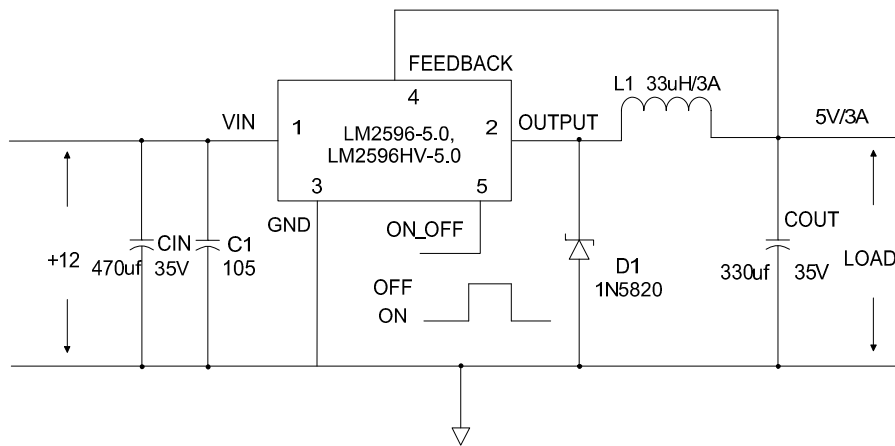 FEEDBACK
4
L1 33uH/3A
VIN
1
LM2596-5.0,
LM2596HV-5.0
2
OUTPUT
5V/3A
3
5
GND
ON_OFF
+12
470uf
CIN
35V
C1
105
OFF
ON
D1
1N5820
COUT
330uf
35V
LOAD